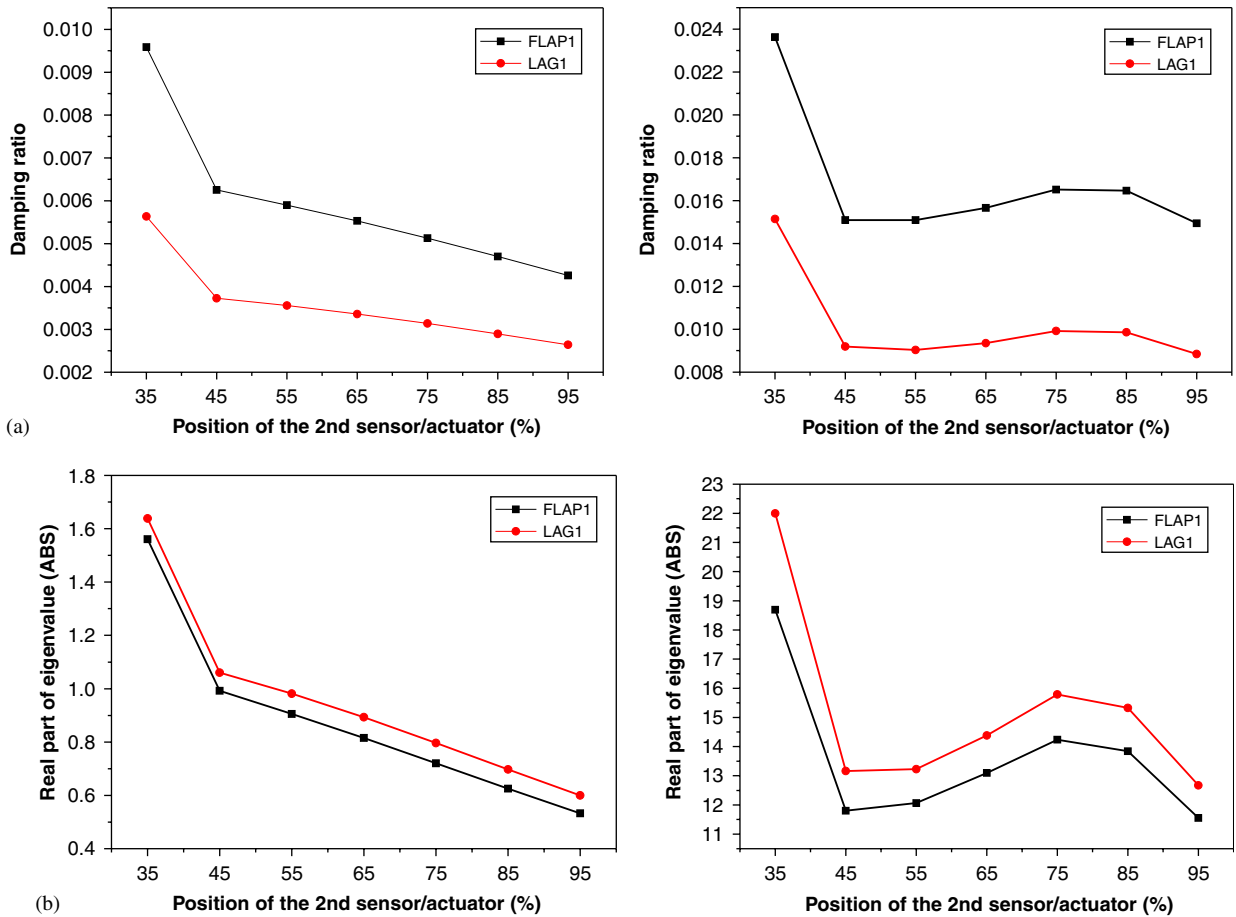 0.010
0.009
0.008
0.007
0.006
0.005
0.004
0.003
0.002
Damping ratio
FLAP1
LAG1
35 45 55 65 75 85 95
Position of the 2nd sensor/actuator (%)
0.024
0.022
0.020
0.018
0.016
0.014
0.012
0.010
0.008
Damping ratio
FLAP1
LAG1
35 45 55 65 75 85 95
Position of the 2nd sensor/actuator (%)
(a)
1.8
1.6
1.4
1.2
1.0
0.8
0.6
0.4
Real part of eigenvalue (ABS)
FLAP1
LAG1
35 45 55 65 75 85 95
Position of the 2nd sensor/actuator (%)
23
22
21
20
19
18
17
16
15
14
13
12
11
Real part of eigenvalue (ABS)
FLAP1
LAG1
35 45 55 65 75 85 95
Position of the 2nd sensor/actuator (%)
(b)